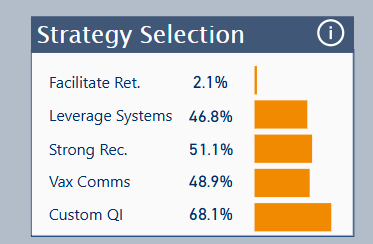 Strategy Selection i
Facilitate Ret. 2.1%
Leverage Systems 46.8%
Strong Rec. 51.1%
Vax Comms 48.9%
Custom QI 68.1%